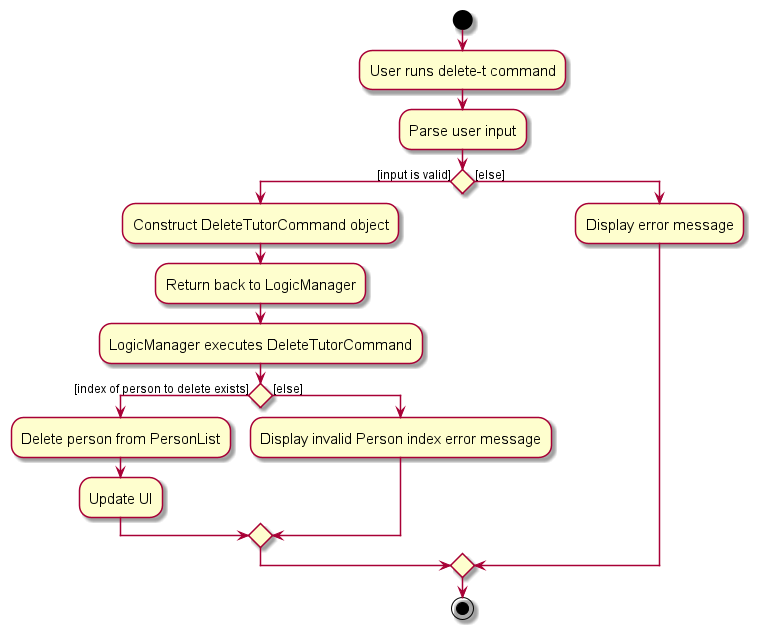 User runs delete-t command
Parse user input
[input is valid]
[else]
Construct DeleteTutorCommand object
Display error message
Return back to LogicManager
LogicManager executes DeleteTutorCommand
[index of person to delete exists]
[else]
Delete person from PersonList
Display invalid Person index error message
Update UI